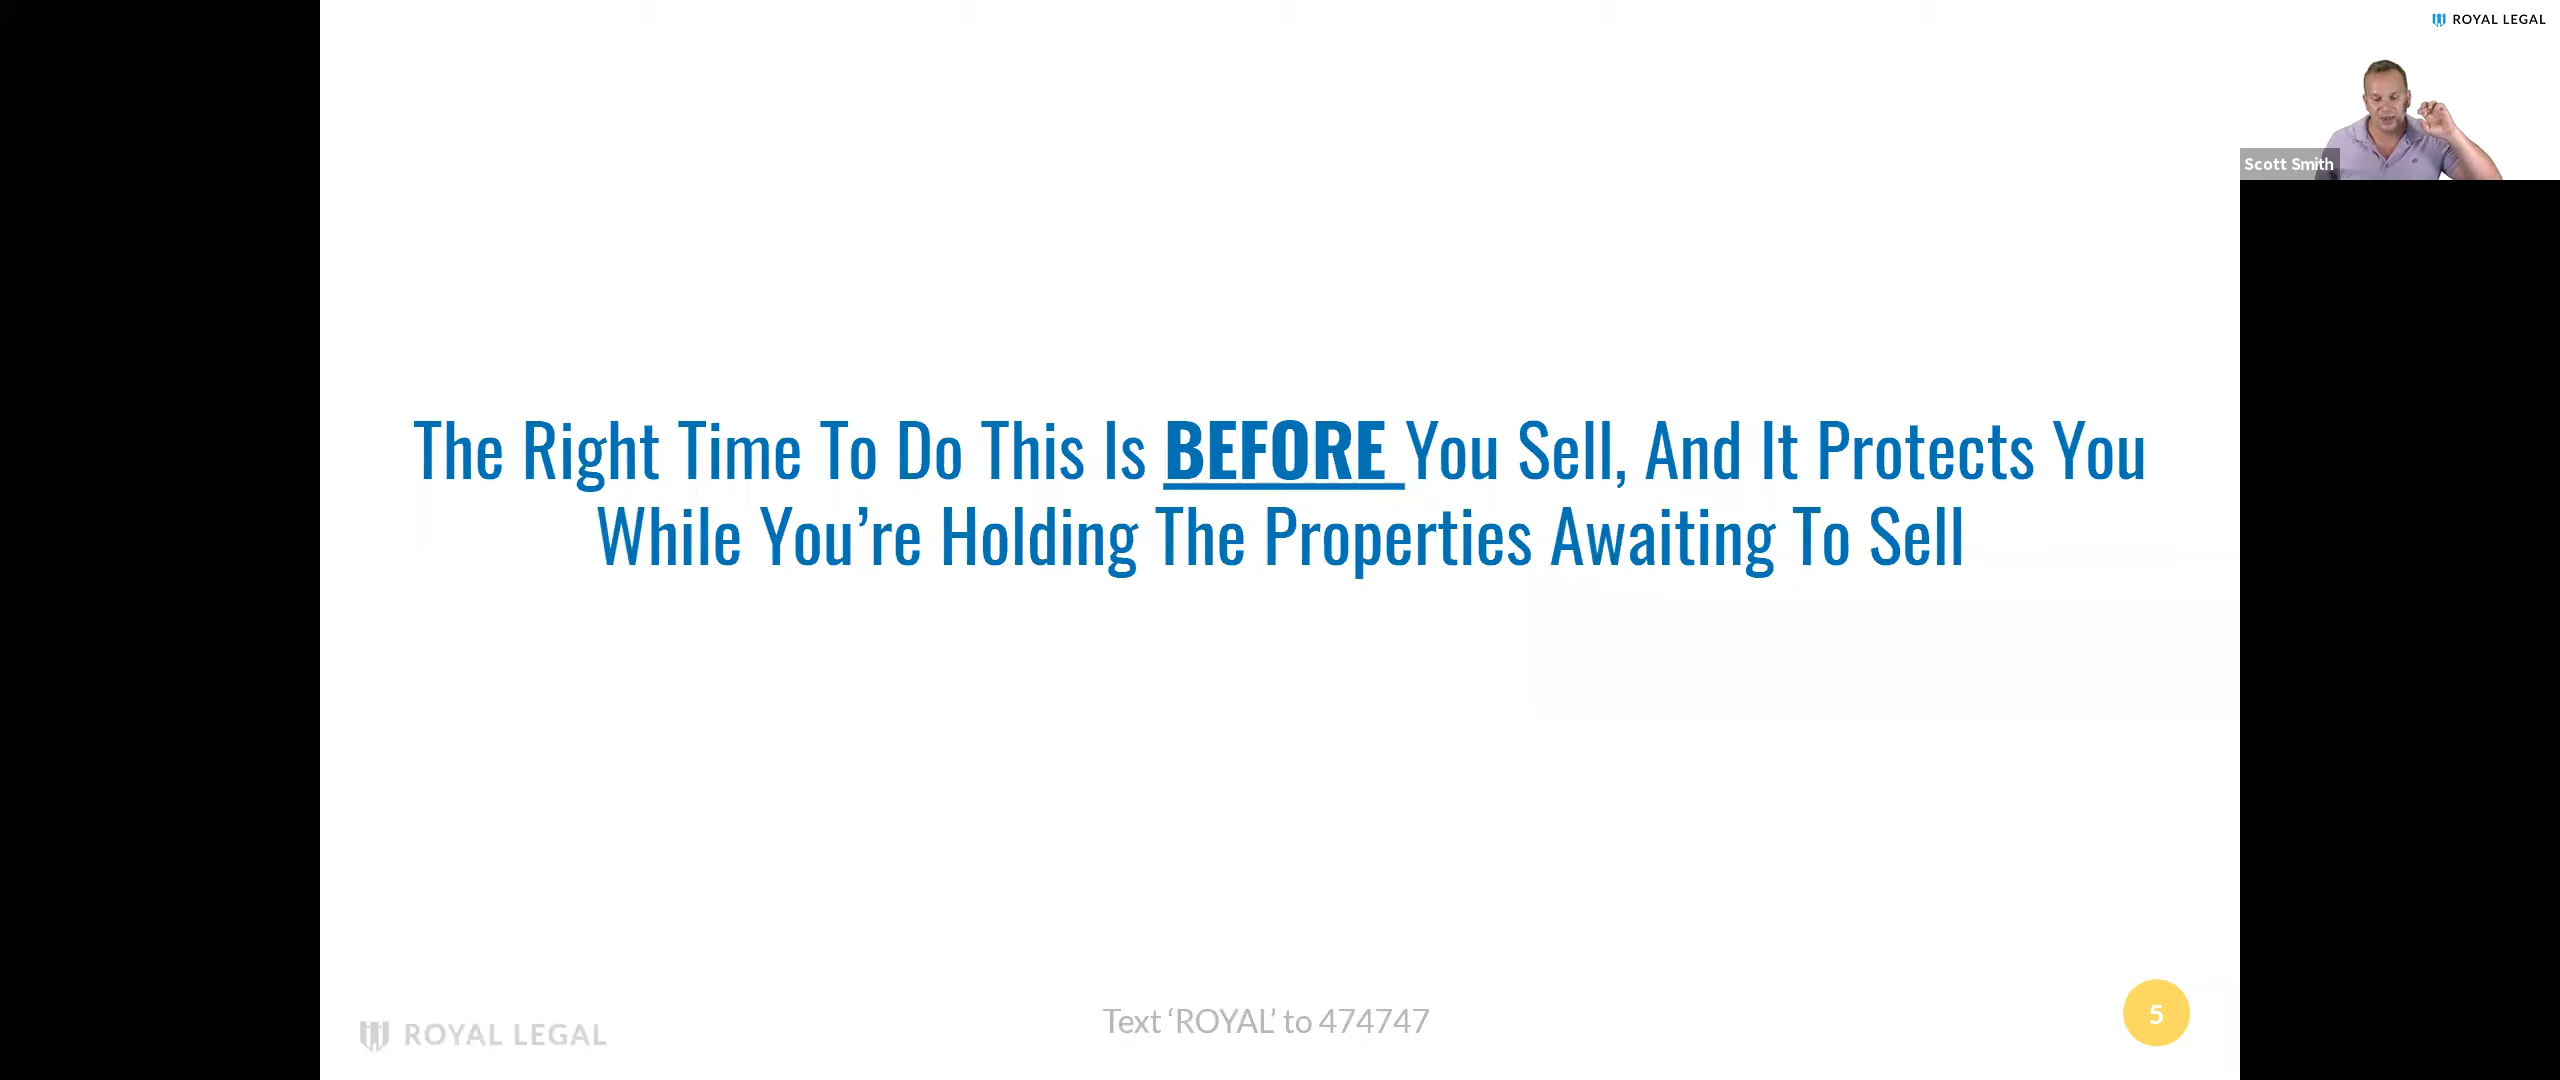 ROYAL LEGAL
Scott Smith
The Right Time To Do This Is BEFORE You Sell, And It Protects You
While You’re Holding The Properties Awaiting To Sell
ROYAL LEGAL
Text ‘ROYAL’ to 474747
5